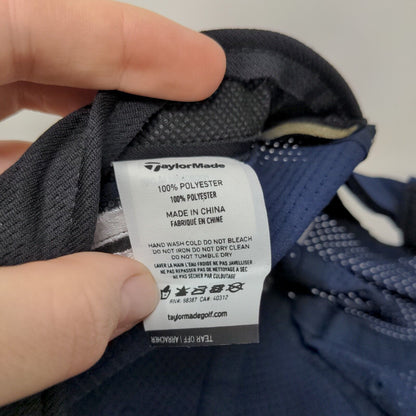 TaylorMade
100% POLYESTER
100% POLYESTER
MADE IN CHINA
FABRIQUÉ EN CHINE
HAND WASH COLD DO NOT BLEACH
DO NOT IRON DO NOT DRY CLEAN
DO NOT TUMBLE DRY
LAVER LA MAIN L'EAU FROIDE NE PAS JAVELLISER
NE PAS REPASSER NE PAS NETTOYAGE A SEC
NE PAS SÉCHER PAR CULBUTAGE
RN#: 98387 CA#: 40312
taylormadegolf.com
TEAR OFF / ARRACHER